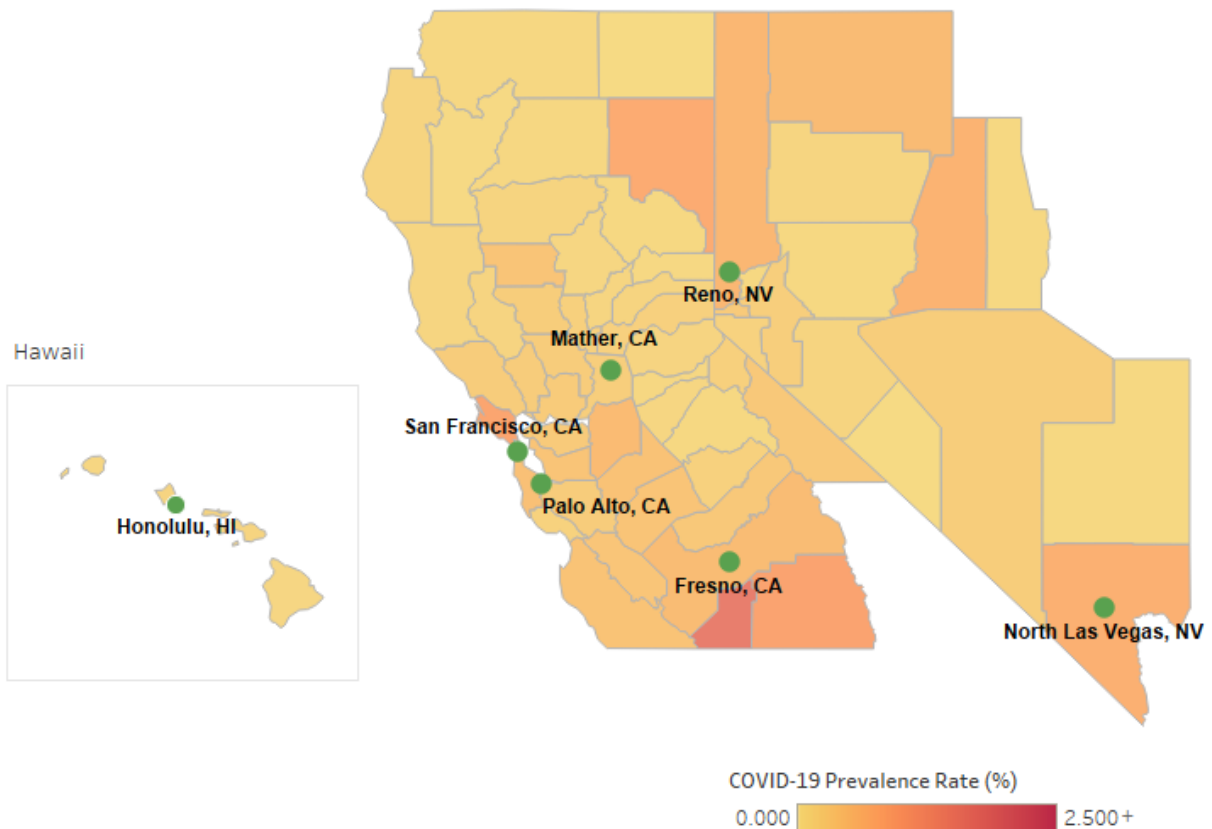 Reno, NV
Mather, CA
Hawaii
San Francisco, CA
Palo Alto, CA
Honolulu, HI
Fresno, CA
North Las Vegas, NV
COVID-19 Prevalence Rate (%)
0.000 2.500+